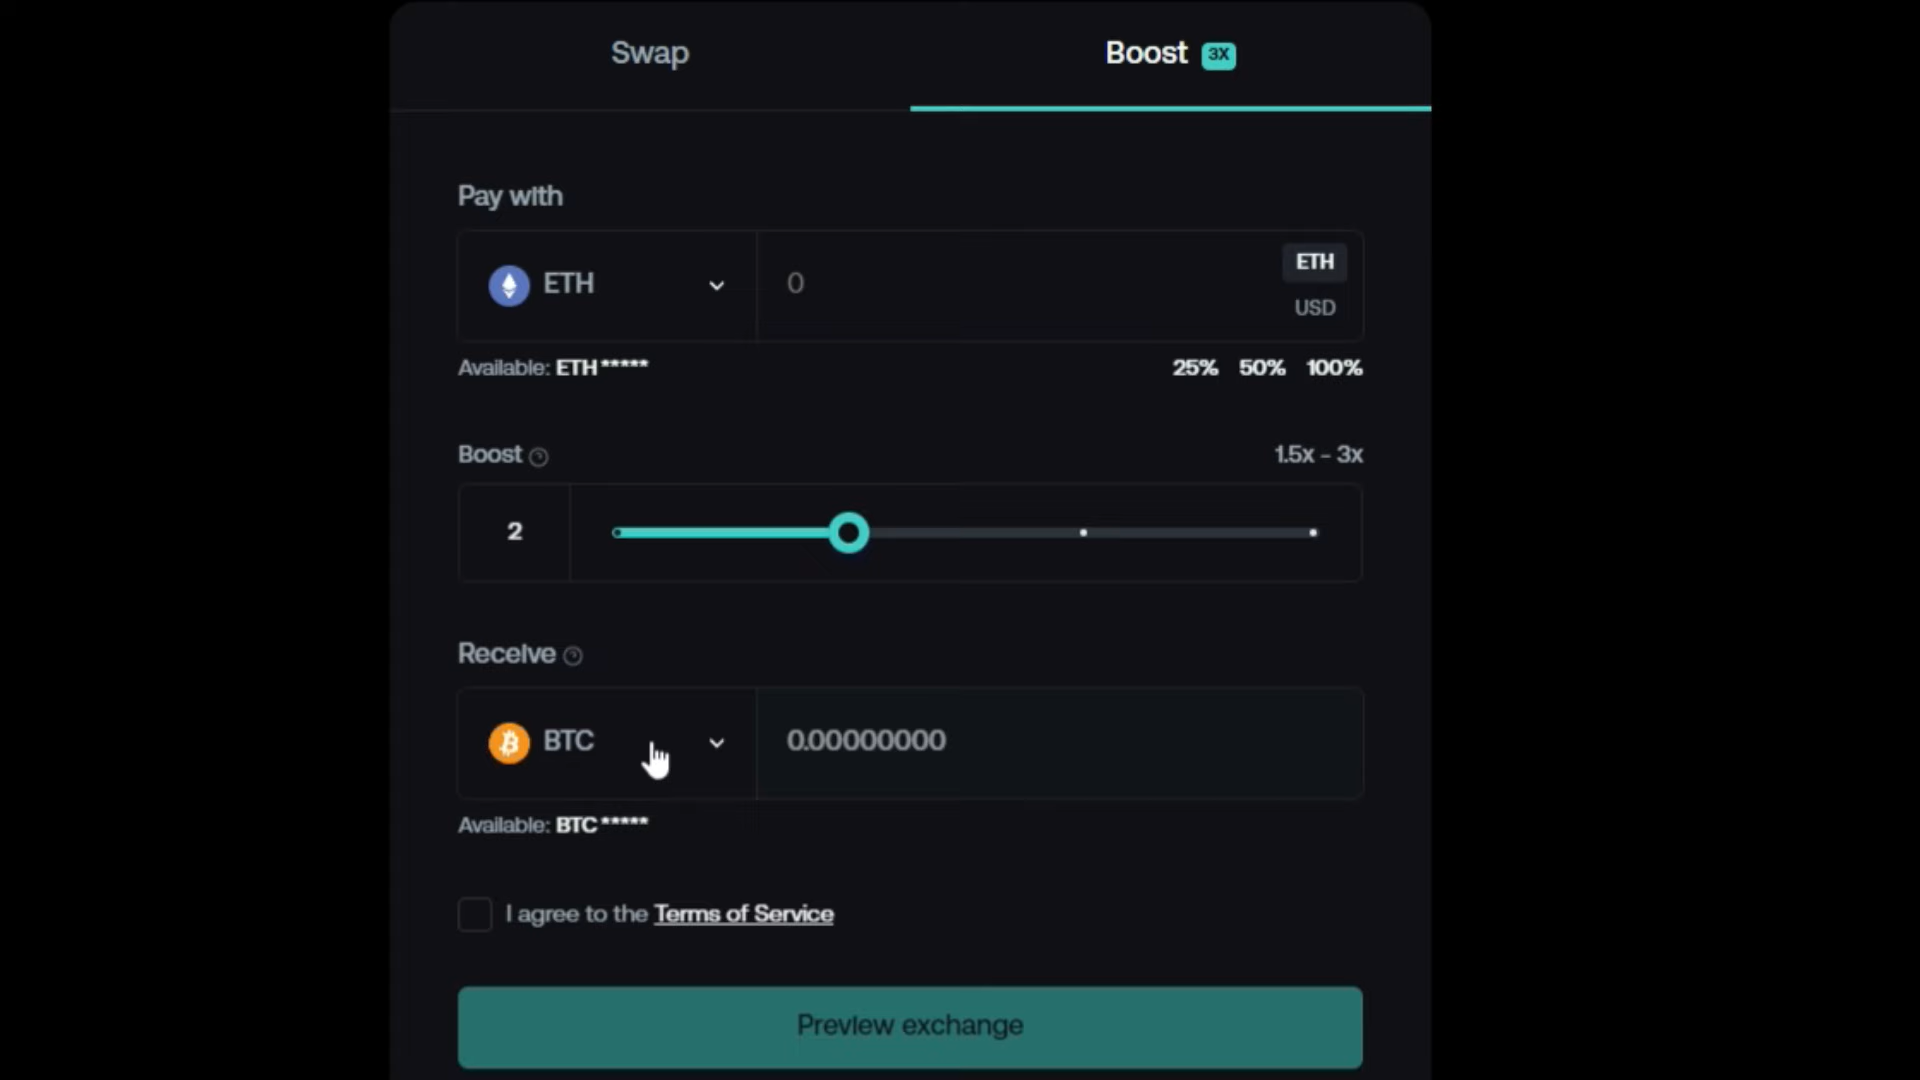 Swap
Boost 3X
Pay with
ETH
0
ETH
USD
Available: ETH*****
25% 50% 100%
Boost
1.5x - 3x
2
Receive
BTC
0.00000000
Available: BTC*****
I agree to the Terms of Service
Preview exchange